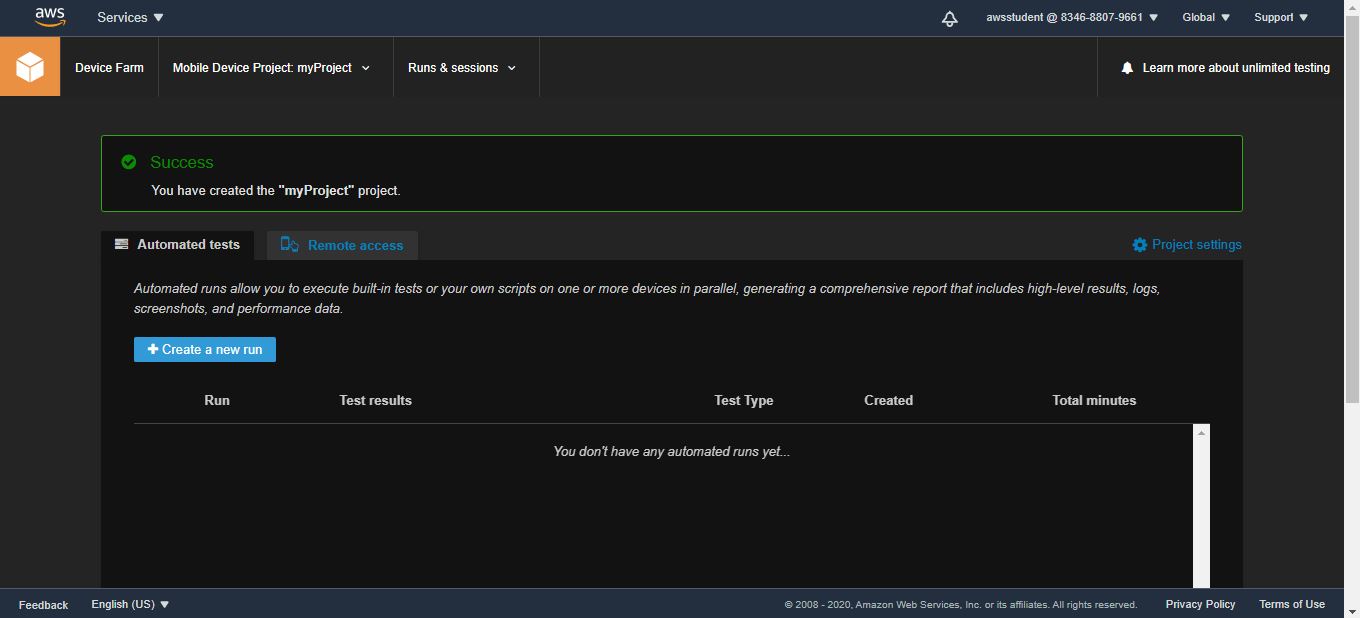 aws
Services
awsstudent @ 8346-8807-9661
Global
Support
Device Farm
Mobile Device Project: myProject
Runs & sessions
Learn more about unlimited testing
Success
You have created the "myProject" project.
Automated tests
Remote access
Project settings
Automated runs allow you to execute built-in tests or your own scripts on one or more devices in parallel, generating a comprehensive report that includes high-level results, logs,
screenshots, and performance data.
Create a new run
Run
Test results
Test Type
Created
Total minutes
You don't have any automated runs yet...
Feedback
English (US)
© 2008 - 2020, Amazon Web Services, Inc. or its affiliates. All rights reserved.
Privacy Policy
Terms of Use